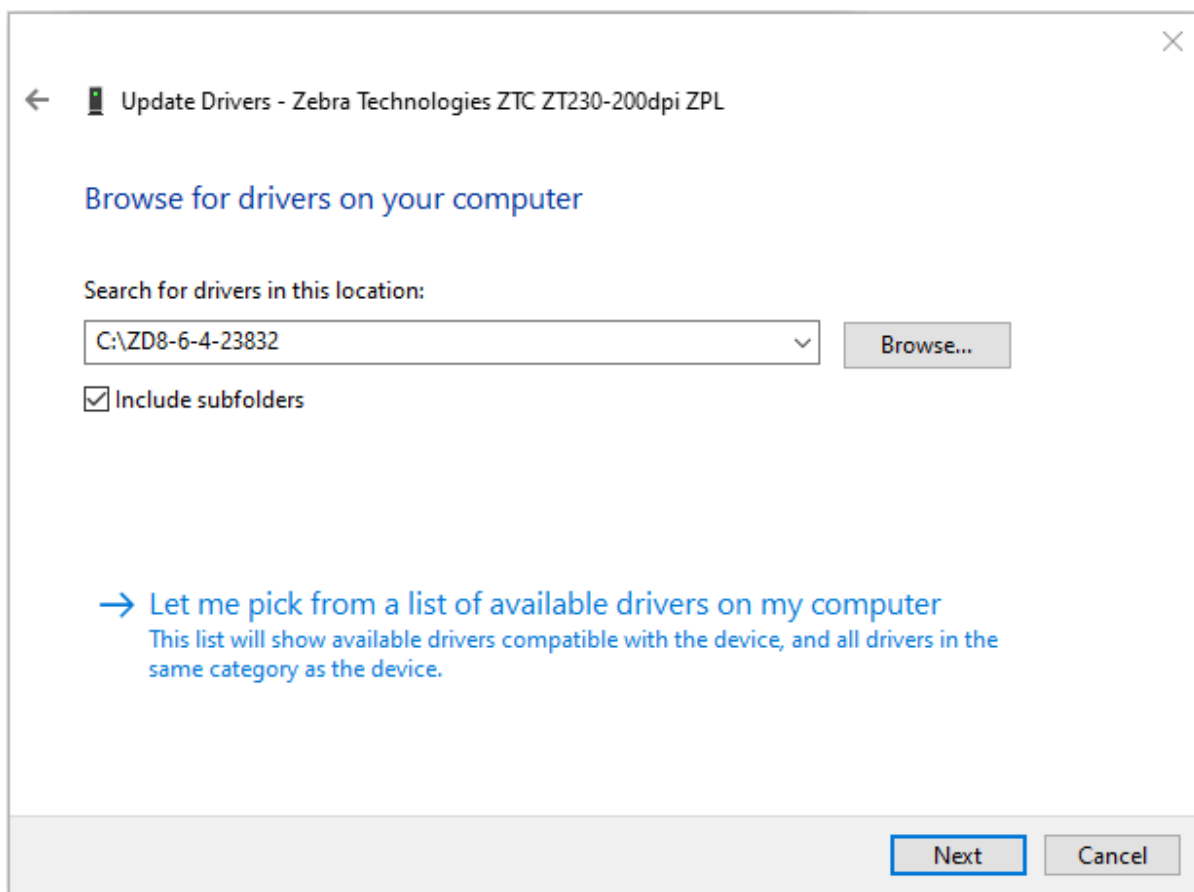 Update Drivers - Zebra Technologies ZTC ZT230-200dpi ZPL
Browse for drivers on your computer
Search for drivers in this location:
C:\ZD8-6-4-23832
Browse...
Include subfolders
Let me pick from a list of available drivers on my computer
This list will show available drivers compatible with the device, and all drivers in the
same category as the device.
Next
Cancel